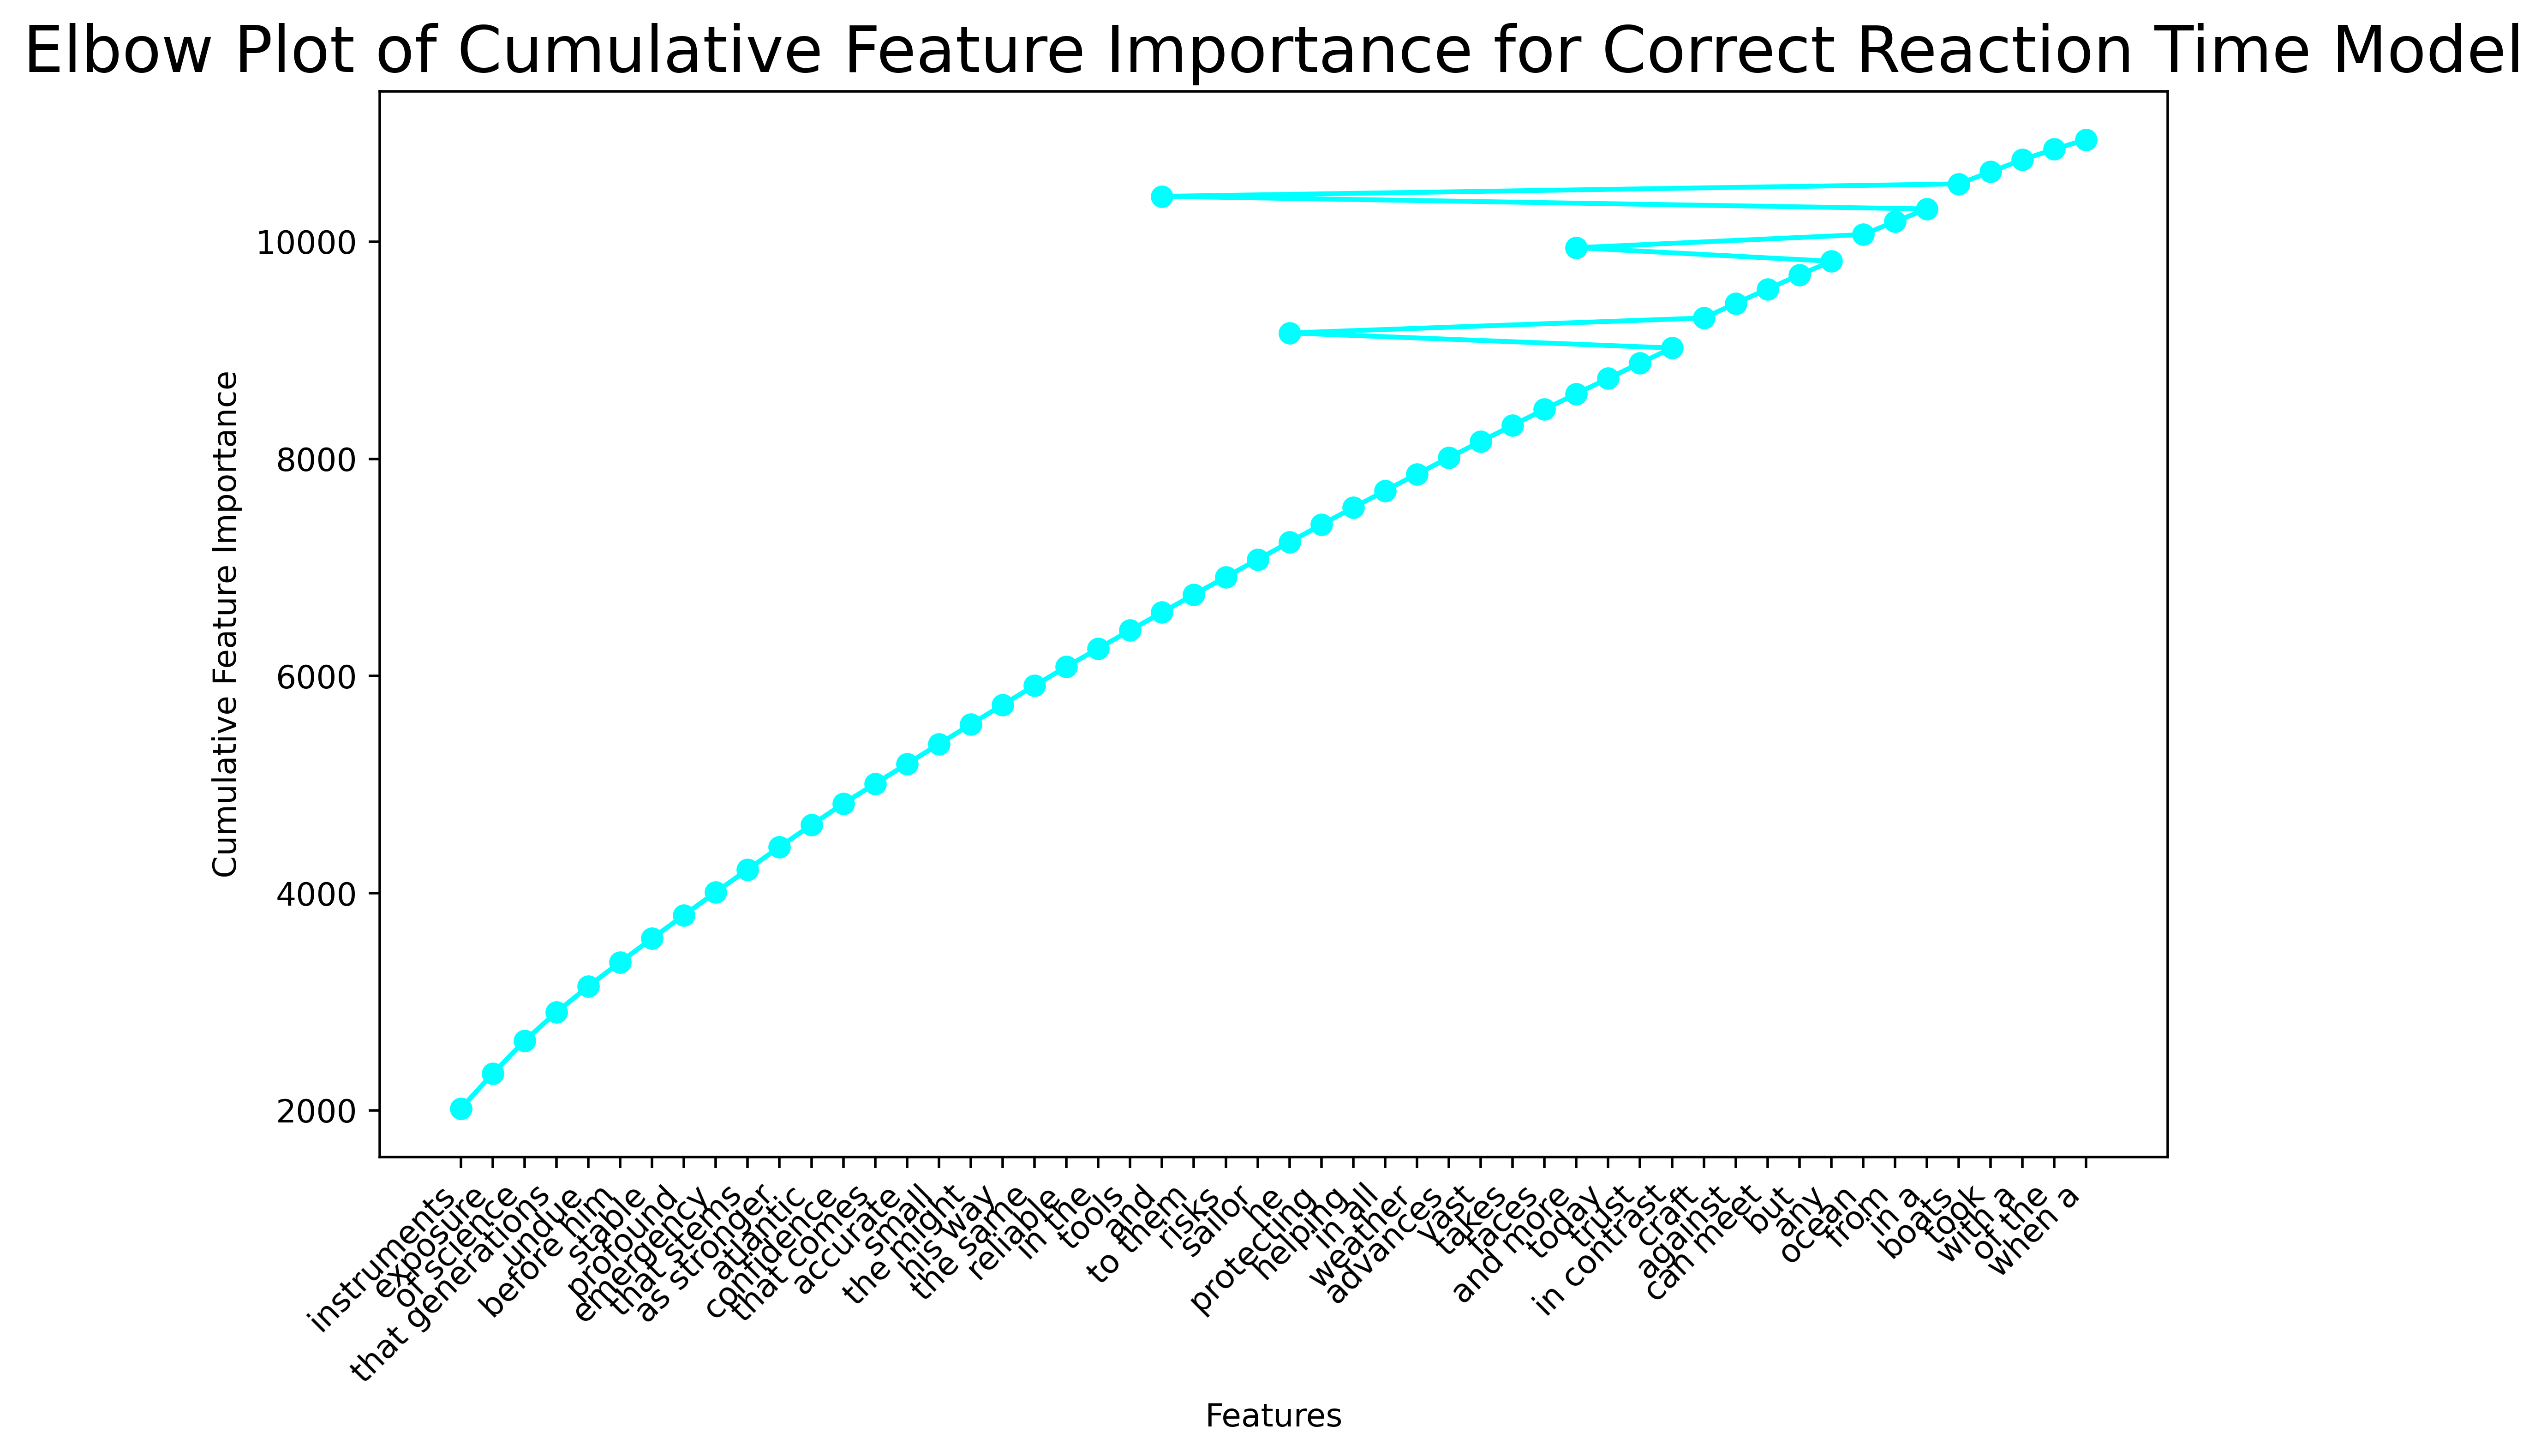 Elbow Plot of Cumulative Feature Importance for Correct Reaction Time Model
Cumulative Feature Importance
10000
8000
6000
4000
2000
instruments
exposure
of science
that generations
undue
before him
stable
profound
emergency
that stems
as stronger
atlantic
confidence
that comes
accurate
small
the might
his way
the same
reliable
in the
tools
and
to them
risks
sailor
he
protecting
helping
in all
weather
advances
vast
takes
faces
and more
today
trust
in contrast
craft
against
can meet
but
any
ocean
from
in a
boats
took
with a
of the
when a
Features